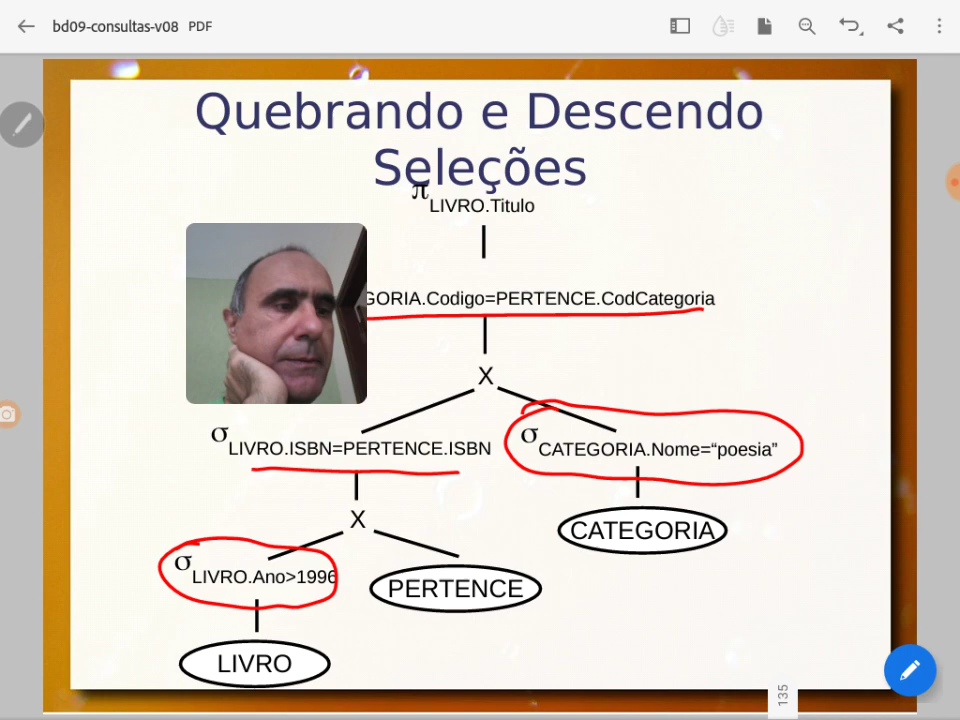 bd09-consultas-v08 PDF
Quebrando e Descendo
Seleções
π LIVRO.Titulo
GORIA.Codigo=PERTENCE.CodCategoria
X
σ LIVRO.ISBN=PERTENCE.ISBN
σ CATEGORIA.Nome=“poesia”
X
CATEGORIA
σ LIVRO.Ano>1996
PERTENCE
LIVRO
135